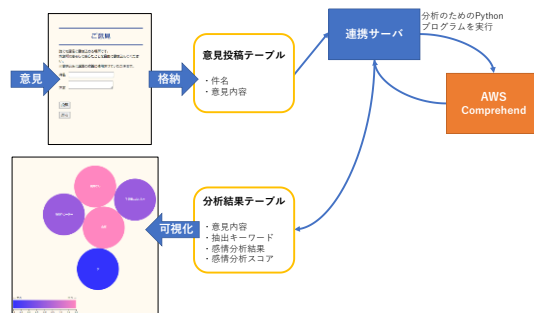 ご意見
意見
件名
内容
格納
意見投稿テーブル
・件名
・意見内容
連携サーバ
分析のためのPython
プログラムを実行
AWS
Comprehend
可視化
分析結果テーブル
・意見内容
・抽出キーワード
・感情分析結果
・感情分析スコア